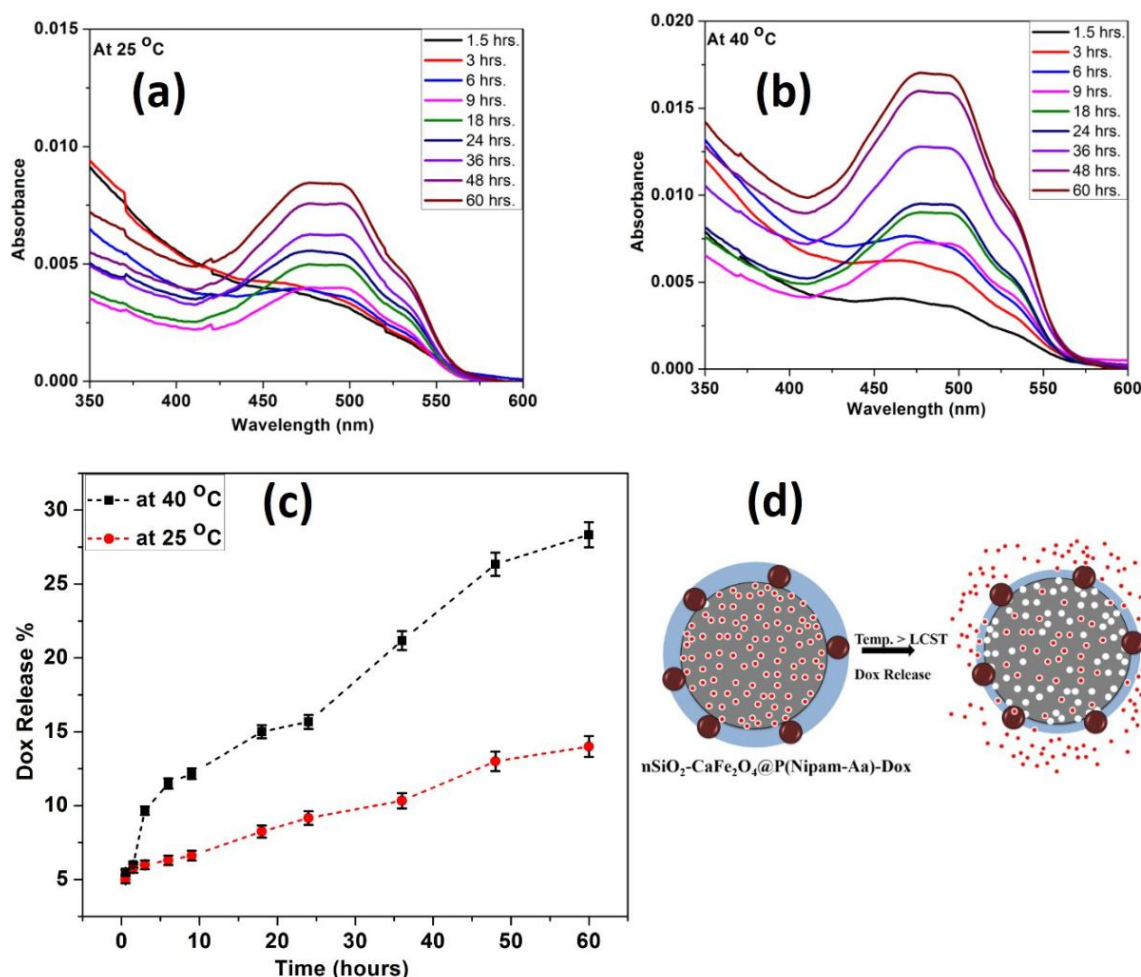 At 25 °C
(a)
1.5 hrs.
3 hrs.
6 hrs.
9 hrs.
18 hrs.
24 hrs.
36 hrs.
48 hrs.
60 hrs.
0.015
0.010
0.005
0.000
Absorbance
350 400 450 500 550 600
Wavelength (nm)
At 40 °C
(b)
1.5 hrs.
3 hrs.
6 hrs.
9 hrs.
18 hrs.
24 hrs.
36 hrs.
48 hrs.
60 hrs.
0.020
0.015
0.010
0.005
0.000
Absorbance
350 400 450 500 550 600
Wavelength (nm)
at 40 °C
at 25 °C
(c)
30
25
20
15
10
5
Dox Release %
0 10 20 30 40 50 60
Time (hours)
(d)
Temp. > LCST
Dox Release
mSiO₂-CaFe₂O₄@P(Nipam-Aa)-Dox